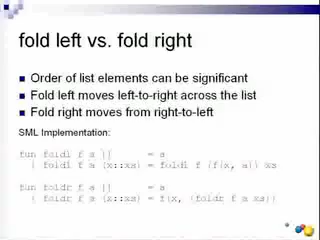 fold left vs. fold right
Order of list elements can be significant
Fold left moves left-to-right across the list
Fold right moves from right-to-left
SML Implementation:
fun foldl f a [] = a
| foldl f a (x::xs) = foldl f (f(x, a)) xs
fun foldr f a [] = a
| foldr f a (x::xs) = f(x, (foldr f a xs))